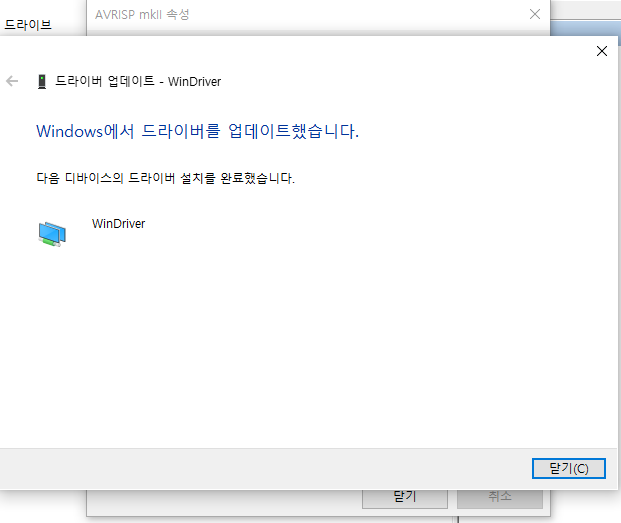 AVRISP mkII 속성
드라이브
드라이버 업데이트 - WinDriver
Windows에서 드라이버를 업데이트했습니다.
다음 디바이스의 드라이버 설치를 완료했습니다.
WinDriver
닫기(C)
닫기
취소